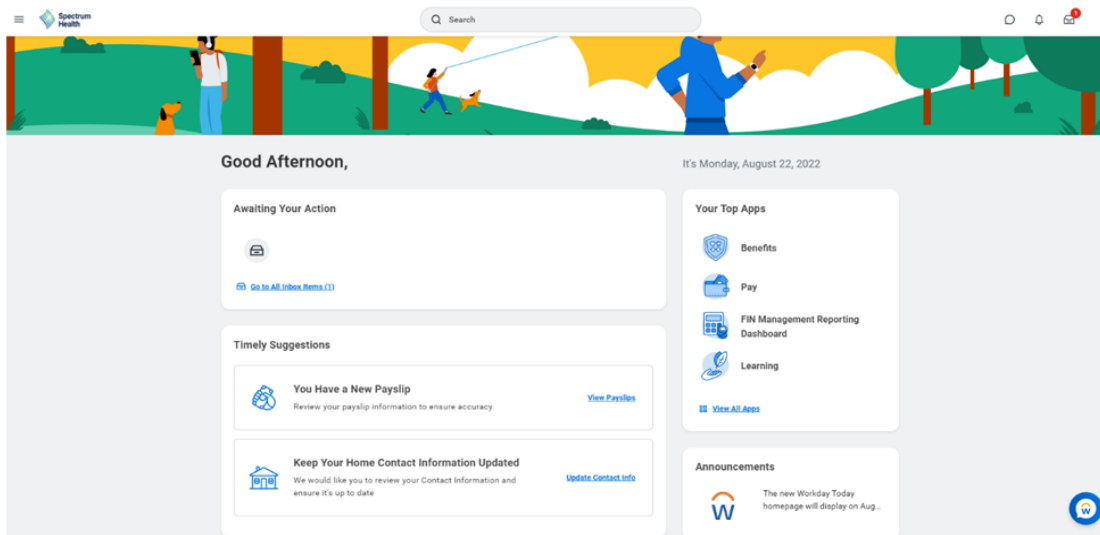 Spectrum
Health
Search
1
Good Afternoon,
It's Monday, August 22, 2022
Awaiting Your Action
Go to All Inbox Items (1)
Timely Suggestions
You Have a New Payslip
Review your payslip information to ensure accuracy
View Payslips
Keep Your Home Contact Information Updated
We would like you to review your Contact Information and
ensure it's up to date
Update Contact Info
Your Top Apps
Benefits
Pay
FIN Management Reporting
Dashboard
Learning
View All Apps
Announcements
The new Workday Today
homepage will display on Aug...